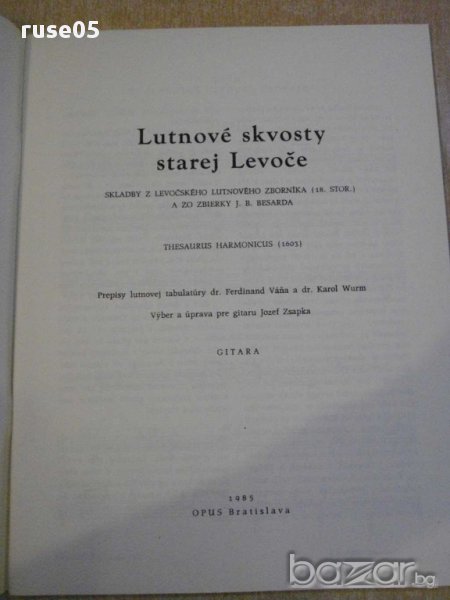 ruse05
Lutnové skvosty
starej Levoče
SKLADBY Z LEVOČSKÉHO LUTNOVÉHO ZBORNÍKA (18. STOR.)
A ZO ZBIERKY J. B. BESARDA
THESAURUS HARMONICUS (1603)
Prepisy lutnovej tabulatúry dr. Ferdinand Váňa a dr. Karol Wurm
Výber a úprava pre gitaru Jozef Zsapka
GITARA
1985
OPUS Bratislava
bazar.bg